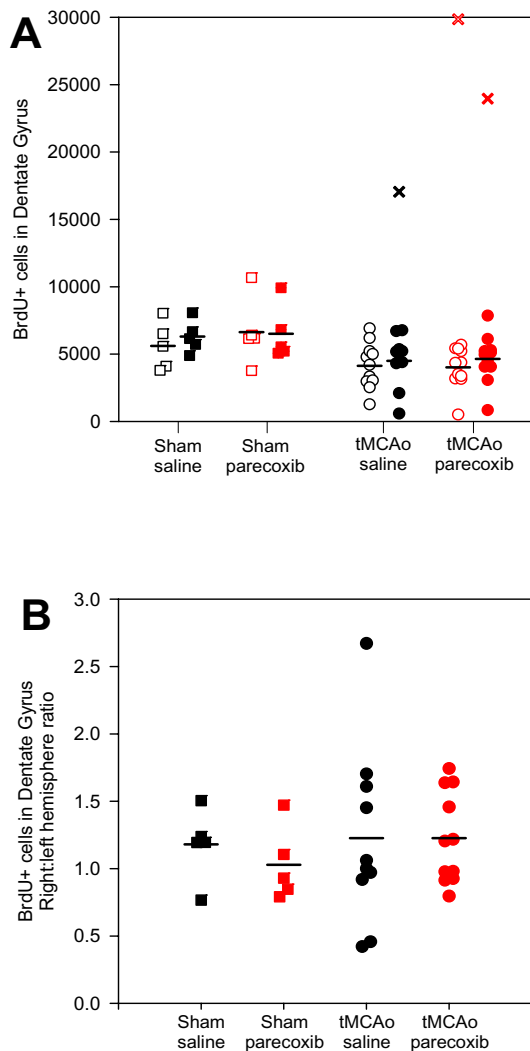 A
BrdU+ cells in Dentate Gyrus
30000
25000
20000
15000
10000
5000
0
Sham
saline
Sham
parecoxib
tMCAo
saline
tMCAo
parecoxib
B
BrdU+ cells in Dentate Gyrus
Right:left hemisphere ratio
3.0
2.5
2.0
1.5
1.0
0.5
0.0
Sham
saline
Sham
parecoxib
tMCAo
saline
tMCAo
parecoxib